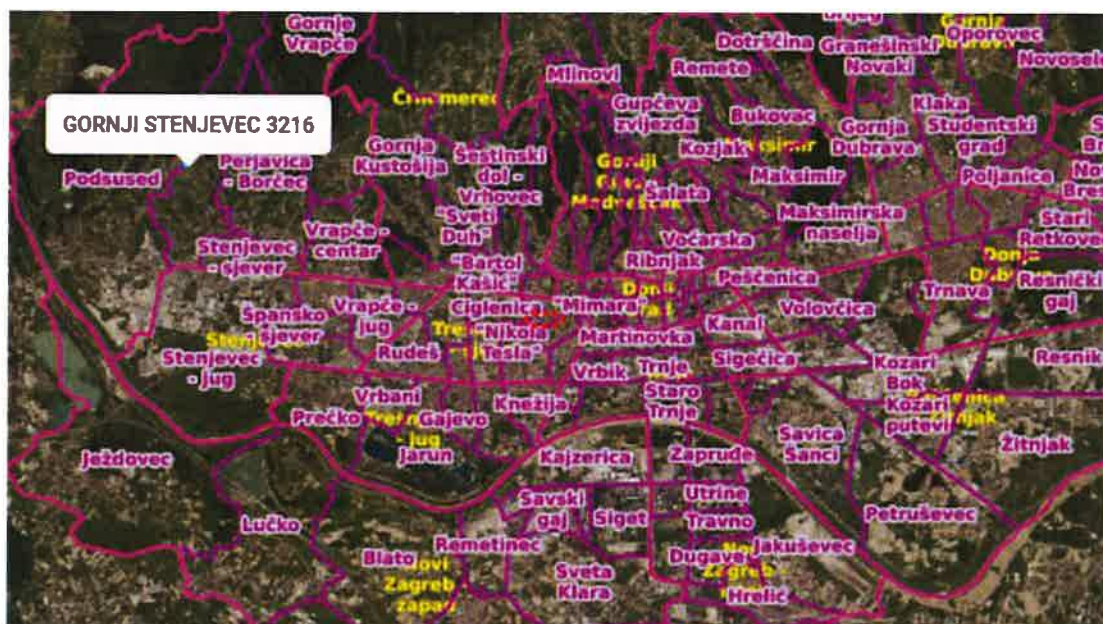 Gornje
Vrapče
Dotrščina
Granešinski
Novaki
Oporovec
Novosel
Mlinovi
Remete
Črnomerec
Gupčeva
zvijezda
Bukovac
Klaka
Studentski
grad
GORNJI STENJEVEC 3216
Gornja
Kustošija
Šestinski
dol -
Vrhovec
Kozjak
Gornja
Dubrava
Podsused
Perjavica
- Borčec
Maksimir
Poljanice
Šalata
"Sveti
Duh"
Maksimirska
naselja
Stenjevec
- sjever
Vrapče -
centar
Voćarska
Stari
Retkovec
"Bartol
Kašić"
Ribnjak
Peščenica
Resnički
gaj
Trnava
Špansko
sjever
Vrapče -
jug
Ciglenica
"Mimara"
Volovčica
"Nikola
Tesla"
Martinovka
Kanal
Rudeš
Stenjevec
- jug
Vrbik
Trnje
Sigečica
Kozari
Bok
Resnik
Vrbani
Knežija
Staro
Trnje
Kozari
putevi
Prečko
Gajevo
- jug
Jarun
Savica
Šanci
Žitnjak
Ježdovec
Kajzerica
Zapruđe
Savski
gaj
Siget
Utrine
Travno
Petruševec
Lučko
Remetinec
Blato
Dugave
Jakuševec
Novi
Zagreb
zapad
Sveta
Klara
Zagreb -
Hrelić